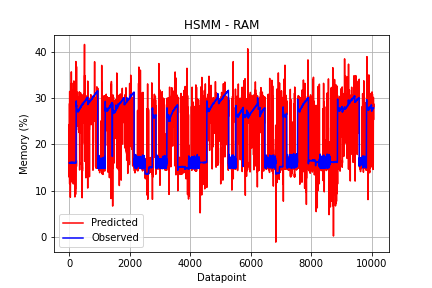 HSMM - RAM
Memory (%)
40
30
20
10
0
Predicted
Observed
0 2000 4000 6000 8000 10000
Datapoint